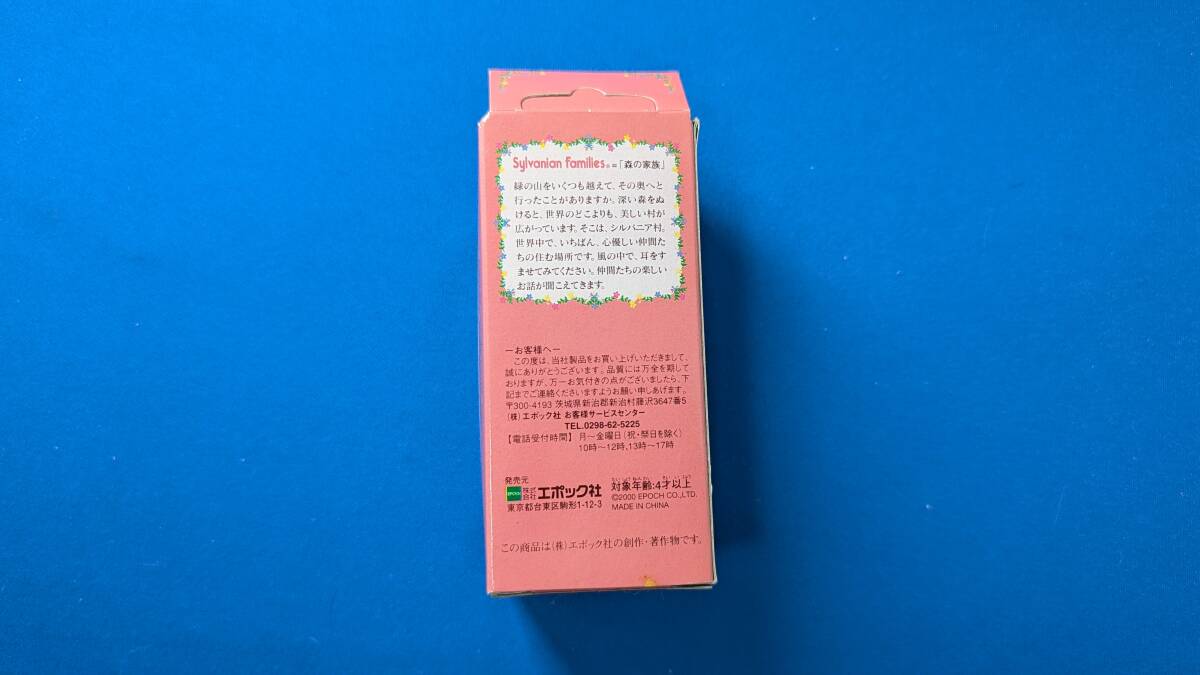 Sylvanian Families®=「森の家族」
緑の山をいくつも越えて、その奥へと
行ったことがありますか。深い森をぬ
けると、世界のどこよりも、美しい村が
広がっています。そこは、シルバニア村。
世界中で、いちばん、心優しい仲間た
ちの住む場所です。風の中で、耳をす
ませてみてください。仲間たちの楽しい
お話が聞こえてきます。
ーお客様へー
この度は、当社製品をお買い上げいただきまして、
誠にありがとうございます。品質には万全を期して
おりますが、万一お気付きの点がございましたら、下
記までご連絡くださいますようお願い申しあげます。
〒300-4193 茨城県新治郡新治村藤沢3647番5
(株)エポック社 お客様サービスセンター
TEL.0298-62-5225
【電話受付時間】 月〜金曜日(祝・祭日を除く)
10時〜12時,13時〜17時
発売元
EPOCH 株式会社 エポック社
東京都台東区駒形1-12-3
対象年齢:4才以上
©2000 EPOCH CO.,LTD.
MADE IN CHINA
この商品は(株)エポック社の創作・著作物です。